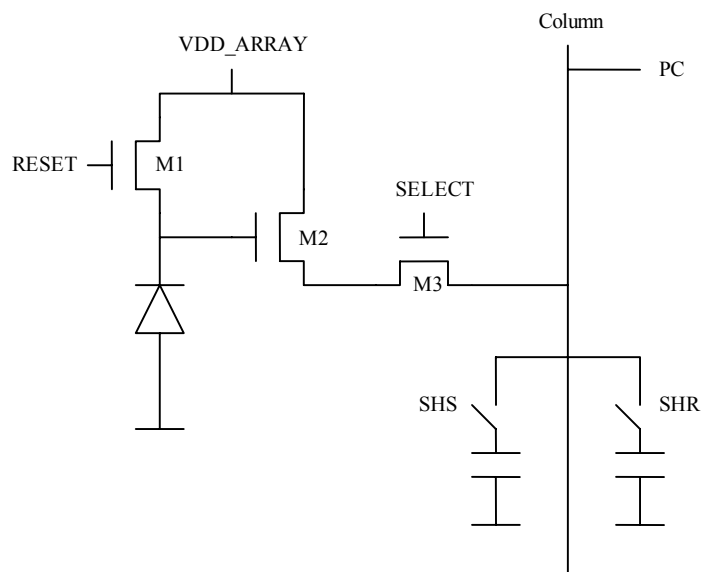 Column
VDD_ARRAY
PC
RESET
M1
SELECT
M2
M3
SHS
SHR